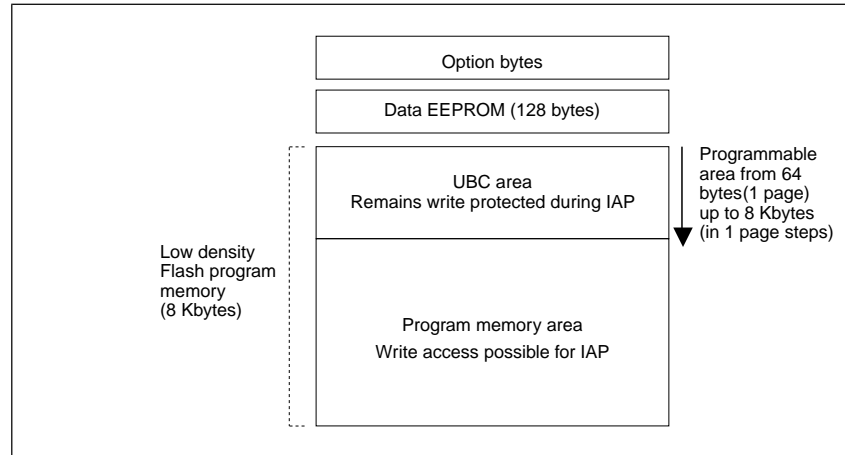 Option bytes
Data EEPROM (128 bytes)
Programmable
area from 64
bytes(1 page)
up to 8 Kbytes
(in 1 page steps)
UBC area
Remains write protected during IAP
Low density
Flash program
memory
(8 Kbytes)
Program memory area
Write access possible for IAP